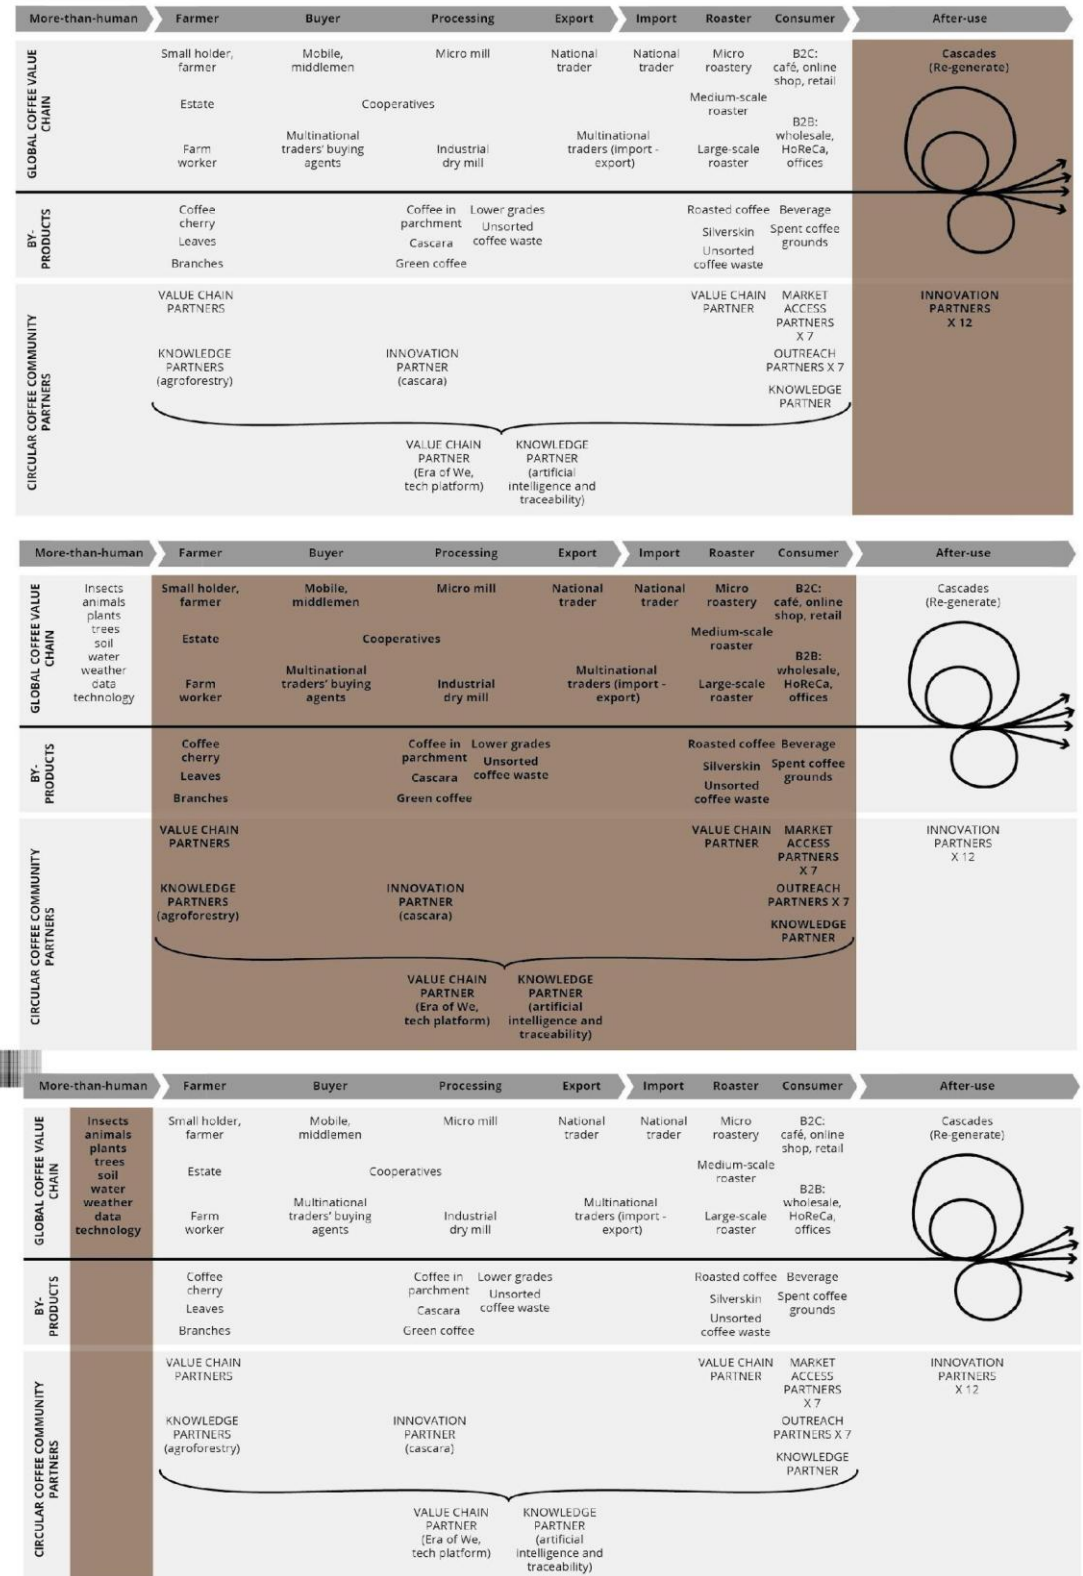 More-than-human Farmer Buyer Processing Export Import Roaster Consumer After-use
GLOBAL COFFEE VALUE
CHAIN
Small holder,
farmer
Estate
Farm
worker
Mobile,
middlemen
Cooperatives
Multinational
traders' buying
agents
Micro mill
Industrial
dry mill
National
trader
National
trader
Multinational
traders (import -
export)
Micro
roastery
Medium-scale
roaster
Large-scale
roaster
B2C:
café, online
shop, retail
B2B:
wholesale,
HoReCa,
offices
Cascades
(Re-generate)
BY-
PRODUCTS
Coffee
cherry
Leaves
Branches
Coffee in
parchment
Cascara
Green coffee
Lower grades
Unsorted
coffee waste
Roasted coffee
Silverskin
Unsorted
coffee waste
Beverage
Spent coffee
grounds
CIRCULAR COFFEE COMMUNITY
PARTNERS
VALUE CHAIN
PARTNERS
KNOWLEDGE
PARTNERS
(agroforestry)
INNOVATION
PARTNER
(cascara)
VALUE CHAIN
PARTNER
MARKET
ACCESS
PARTNERS
X 7
OUTREACH
PARTNERS X 7
KNOWLEDGE
PARTNER
INNOVATION
PARTNERS
X 12
VALUE CHAIN
PARTNER
(Era of We,
tech platform)
KNOWLEDGE
PARTNER
(artificial
intelligence and
traceability)
More-than-human Farmer Buyer Processing Export Import Roaster Consumer After-use
GLOBAL COFFEE VALUE
CHAIN
Insects
animals
plants
trees
soil
water
weather
data
technology
Small holder,
farmer
Estate
Farm
worker
Mobile,
middlemen
Cooperatives
Multinational
traders' buying
agents
Micro mill
Industrial
dry mill
National
trader
National
trader
Multinational
traders (import -
export)
Micro
roastery
Medium-scale
roaster
Large-scale
roaster
B2C:
café, online
shop, retail
B2B:
wholesale,
HoReCa,
offices
Cascades
(Re-generate)
BY-
PRODUCTS
Coffee
cherry
Leaves
Branches
Coffee in
parchment
Cascara
Green coffee
Lower grades
Unsorted
coffee waste
Roasted coffee
Silverskin
Unsorted
coffee waste
Beverage
Spent coffee
grounds
CIRCULAR COFFEE COMMUNITY
PARTNERS
VALUE CHAIN
PARTNERS
KNOWLEDGE
PARTNERS
(agroforestry)
INNOVATION
PARTNER
(cascara)
VALUE CHAIN
PARTNER
MARKET
ACCESS
PARTNERS
X 7
OUTREACH
PARTNERS X 7
KNOWLEDGE
PARTNER
INNOVATION
PARTNERS
X 12
VALUE CHAIN
PARTNER
(Era of We,
tech platform)
KNOWLEDGE
PARTNER
(artificial
intelligence and
traceability)
More-than-human Farmer Buyer Processing Export Import Roaster Consumer After-use
GLOBAL COFFEE VALUE
CHAIN
Insects
animals
plants
trees
soil
water
weather
data
technology
Small holder,
farmer
Estate
Farm
worker
Mobile,
middlemen
Cooperatives
Multinational
traders' buying
agents
Micro mill
Industrial
dry mill
National
trader
National
trader
Multinational
traders (import -
export)
Micro
roastery
Medium-scale
roaster
Large-scale
roaster
B2C:
café, online
shop, retail
B2B:
wholesale,
HoReCa,
offices
Cascades
(Re-generate)
BY-
PRODUCTS
Coffee
cherry
Leaves
Branches
Coffee in
parchment
Cascara
Green coffee
Lower grades
Unsorted
coffee waste
Roasted coffee
Silverskin
Unsorted
coffee waste
Beverage
Spent coffee
grounds
CIRCULAR COFFEE COMMUNITY
PARTNERS
VALUE CHAIN
PARTNERS
KNOWLEDGE
PARTNERS
(agroforestry)
INNOVATION
PARTNER
(cascara)
VALUE CHAIN
PARTNER
MARKET
ACCESS
PARTNERS
X 7
OUTREACH
PARTNERS X 7
KNOWLEDGE
PARTNER
INNOVATION
PARTNERS
X 12
VALUE CHAIN
PARTNER
(Era of We,
tech platform)
KNOWLEDGE
PARTNER
(artificial
intelligence and
traceability)